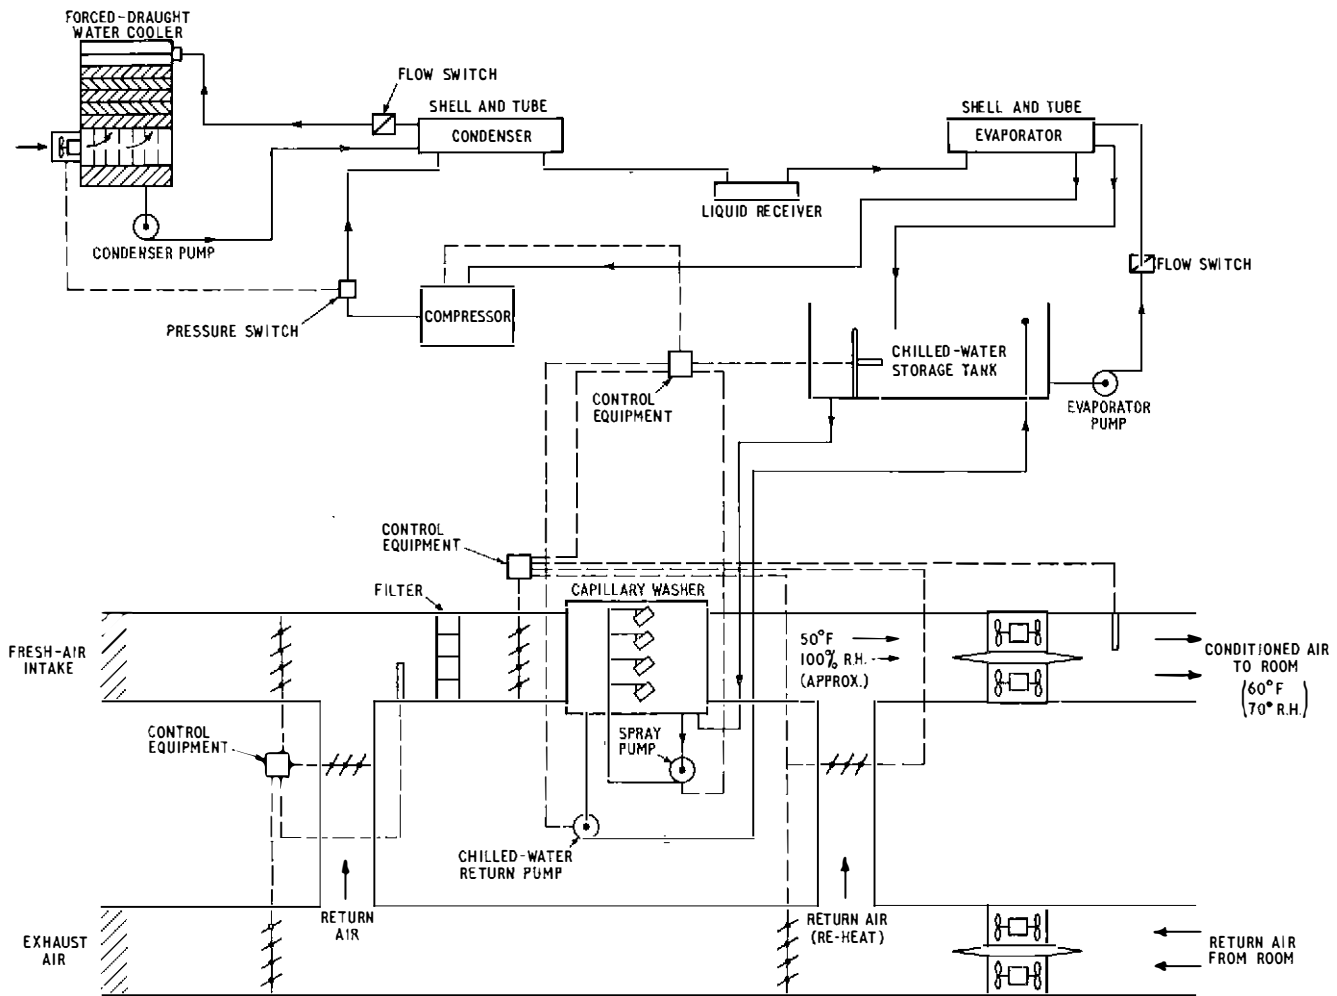 FORCED-DRAUGHT
WATER COOLER
FLOW SWITCH
SHELL AND TUBE
CONDENSER
SHELL AND TUBE
EVAPORATOR
LIQUID RECEIVER
CONDENSER PUMP
FLOW SWITCH
PRESSURE SWITCH
COMPRESSOR
CHILLED-WATER
STORAGE TANK
CONTROL
EQUIPMENT
EVAPORATOR
PUMP
CONTROL
EQUIPMENT
FILTER
CAPILLARY WASHER
FRESH-AIR
INTAKE
50°F
100% R.H.
(APPROX.)
CONDITIONED AIR
TO ROOM
(60°F
70° R.H.)
CONTROL
EQUIPMENT
SPRAY
PUMP
CHILLED-WATER
RETURN PUMP
RETURN
AIR
RETURN AIR
(RE-HEAT)
EXHAUST
AIR
RETURN AIR
FROM ROOM